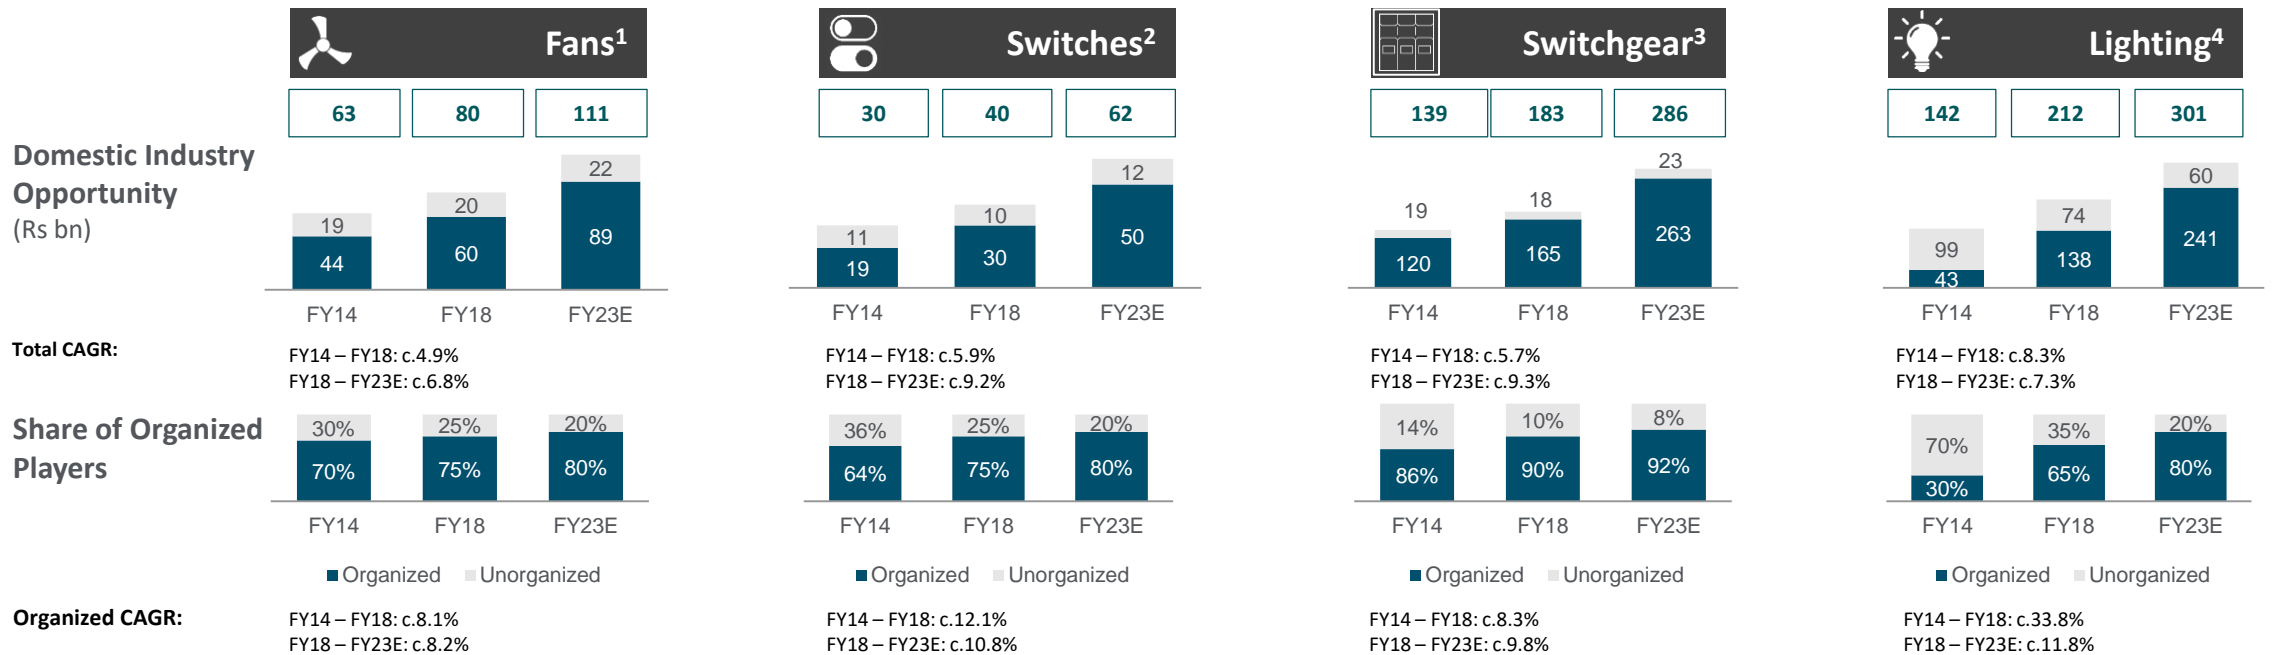 Fans¹ Switches² Switchgear³ Lighting⁴
63 80 111 30 40 62 139 183 286 142 212 301
Domestic Industry
Opportunity
(Rs bn)
19 20 22
44 60 89
FY14 FY18 FY23E
11 10 12
19 30 50
FY14 FY18 FY23E
19 18 23
120 165 263
FY14 FY18 FY23E
99 74 60
43 138 241
FY14 FY18 FY23E
Total CAGR:
FY14 – FY18: c.4.9%
FY18 – FY23E: c.6.8%
FY14 – FY18: c.5.9%
FY18 – FY23E: c.9.2%
FY14 – FY18: c.5.7%
FY18 – FY23E: c.9.3%
FY14 – FY18: c.8.3%
FY18 – FY23E: c.7.3%
Share of Organized
Players
30% 25% 20%
70% 75% 80%
FY14 FY18 FY23E
Organized Unorganized
36% 25% 20%
64% 75% 80%
FY14 FY18 FY23E
Organized Unorganized
14% 10% 8%
86% 90% 92%
FY14 FY18 FY23E
Organized Unorganized
70% 35% 20%
30% 65% 80%
FY14 FY18 FY23E
Organized Unorganized
Organized CAGR:
FY14 – FY18: c.8.1%
FY18 – FY23E: c.8.2%
FY14 – FY18: c.12.1%
FY18 – FY23E: c.10.8%
FY14 – FY18: c.8.3%
FY18 – FY23E: c.9.8%
FY14 – FY18: c.33.8%
FY18 – FY23E: c.11.8%